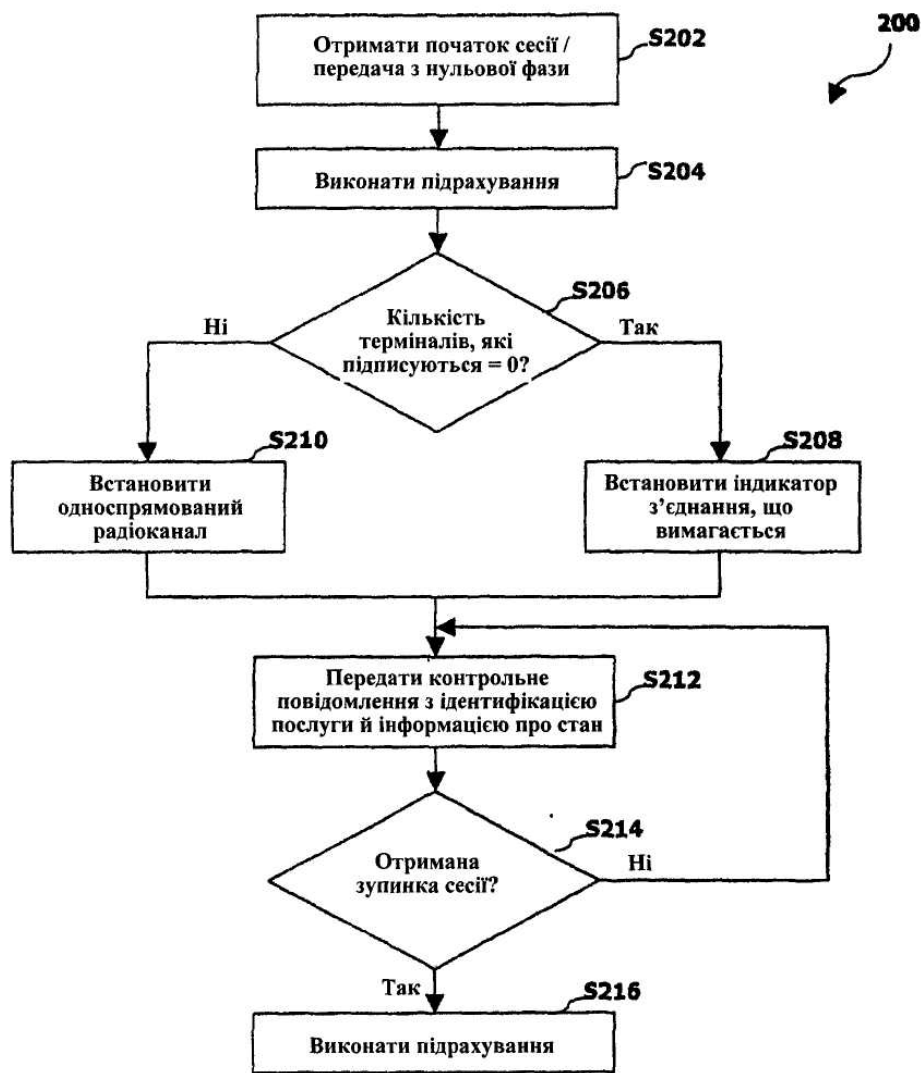 200
Отримати початок сесії /
передача з нульової фази
S202
Виконати підрахування
S204
Кількість
терміналів, які
підписуються = 0?
S206
Ні
Так
S210
Встановити
односпрямований
радіоканал
S208
Встановити індикатор
з’єднання, що
вимагається
Передати контрольне
повідомлення з ідентифікацією
послуги й інформацією про стан
S212
Отримана
зупинка сесії?
S214
Ні
Так
S216
Виконати підрахування